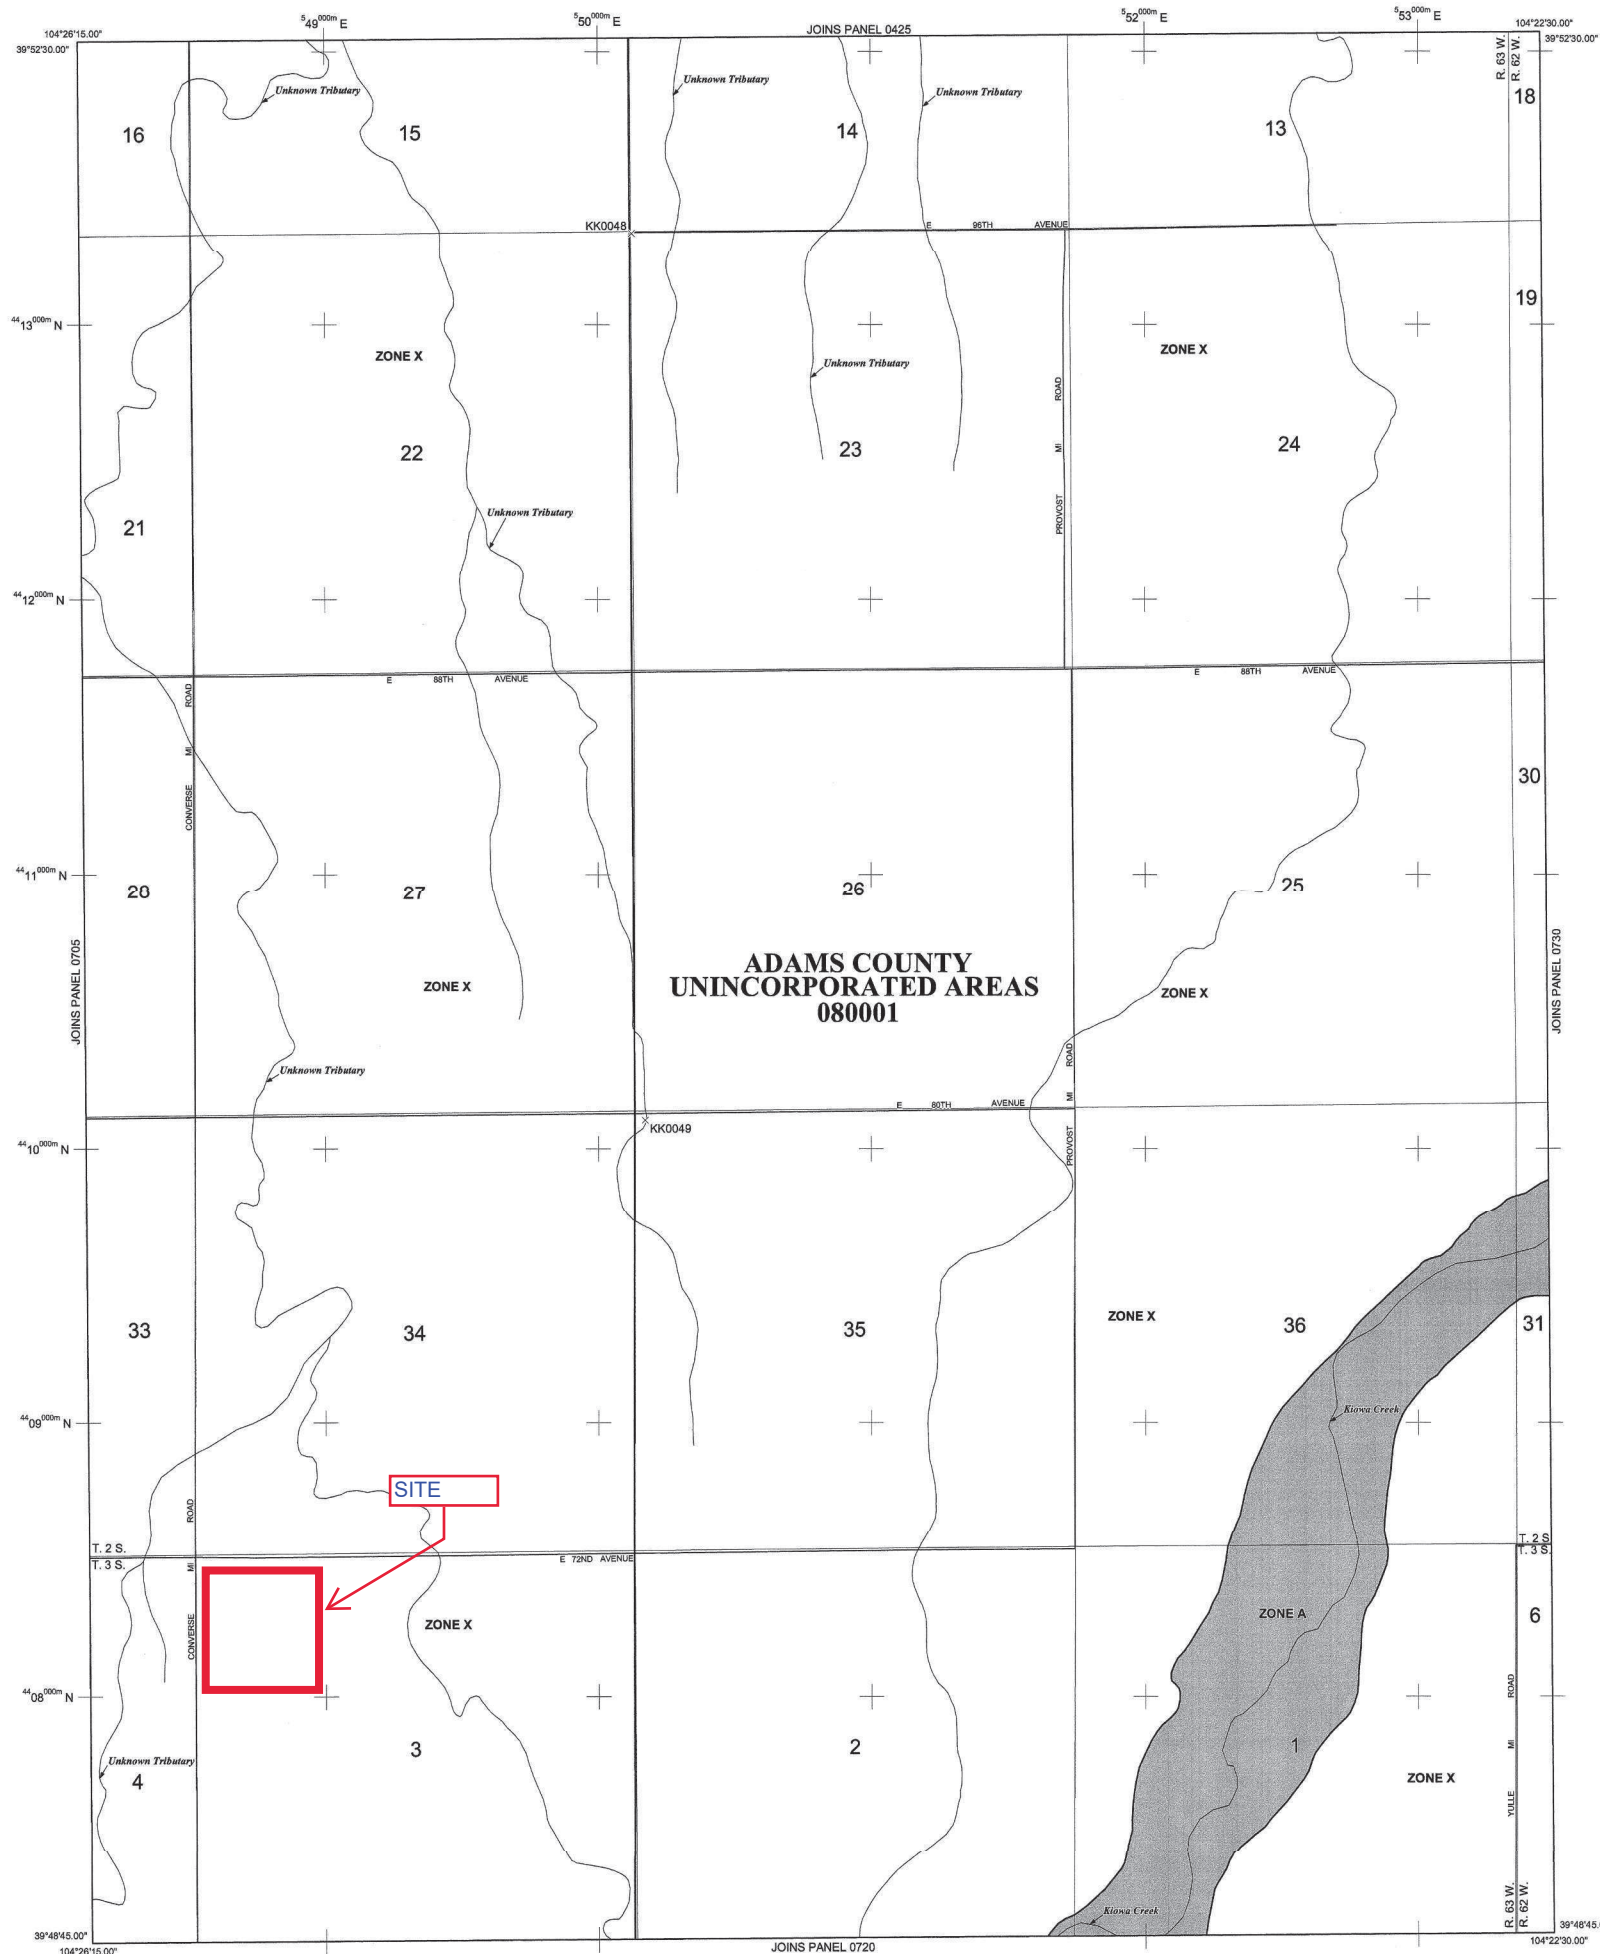 ⁵49⁰⁰⁰ᵐ E
⁵50⁰⁰⁰ᵐ E
⁵52⁰⁰⁰ᵐ E
⁵53⁰⁰⁰ᵐ E
104°26'15.00"
JOINS PANEL 0425
104°22'30.00"
39°52'30.00"
39°52'30.00"
R. 63 W.
R. 62 W.
Unknown Tributary
Unknown Tributary
Unknown Tributary
18
16
15
14
13
KK0048
E 96TH AVENUE
19
⁴⁴13⁰⁰⁰ᵐ N
ZONE X
ZONE X
Unknown Tributary
PROVOST MI ROAD
22
23
24
21
Unknown Tributary
⁴⁴12⁰⁰⁰ᵐ N
E 88TH AVENUE
E 88TH AVENUE
CONVERSE MI ROAD
30
⁴⁴11⁰⁰⁰ᵐ N
28
27
26
25
JOINS PANEL 0705
JOINS PANEL 0730
ADAMS COUNTY
UNINCORPORATED AREAS
080001
ZONE X
ZONE X
Unknown Tributary
PROVOST MI ROAD
E 80TH AVENUE
KK0049
⁴⁴10⁰⁰⁰ᵐ N
ZONE X
33
34
35
36
31
Kiowa Creek
⁴⁴09⁰⁰⁰ᵐ N
SITE
T. 2 S.
T. 3 S.
T. 2 S.
T. 3 S.
E 72ND AVENUE
CONVERSE MI ROAD
ZONE X
ZONE A
6
⁴⁴08⁰⁰⁰ᵐ N
YULLE MI ROAD
3
2
1
Unknown Tributary
4
ZONE X
Kiowa Creek
R. 63 W.
R. 62 W.
39°48'45.00"
39°48'45.0
104°26'15.00"
JOINS PANEL 0720
104°22'30.00"